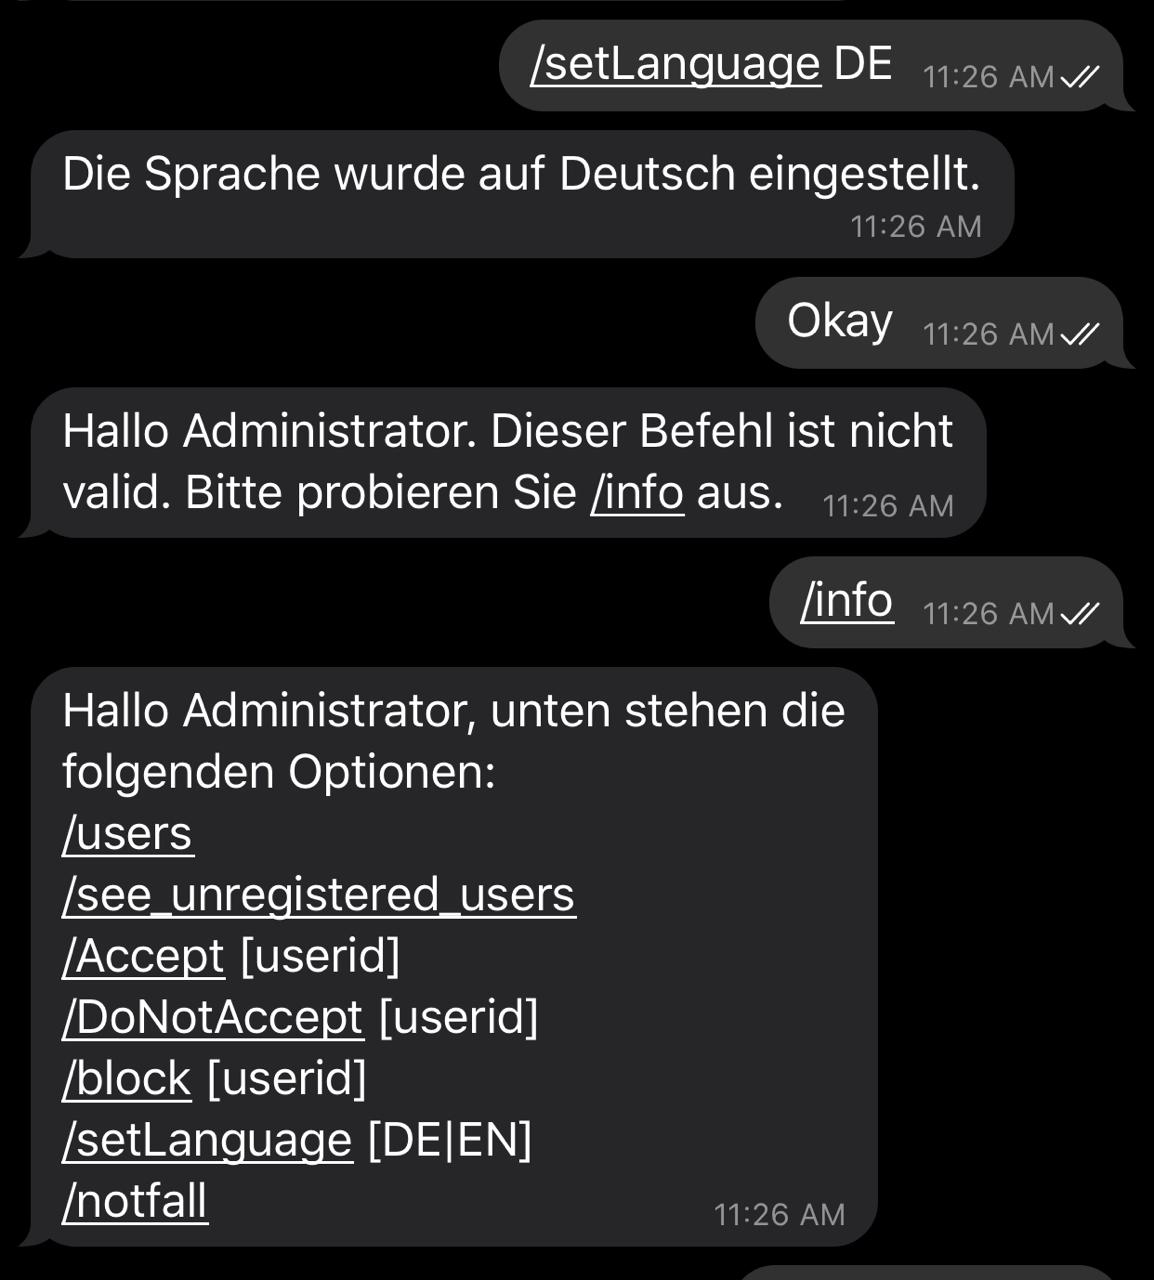 /setLanguage DE 11:26 AM
Die Sprache wurde auf Deutsch eingestellt.
11:26 AM
Okay 11:26 AM
Hallo Administrator. Dieser Befehl ist nicht
valid. Bitte probieren Sie /info aus. 11:26 AM
/info 11:26 AM
Hallo Administrator, unten stehen die
folgenden Optionen:
/users
/see_unregistered_users
/Accept [userid]
/DoNotAccept [userid]
/block [userid]
/setLanguage [DE|EN]
/notfall 11:26 AM